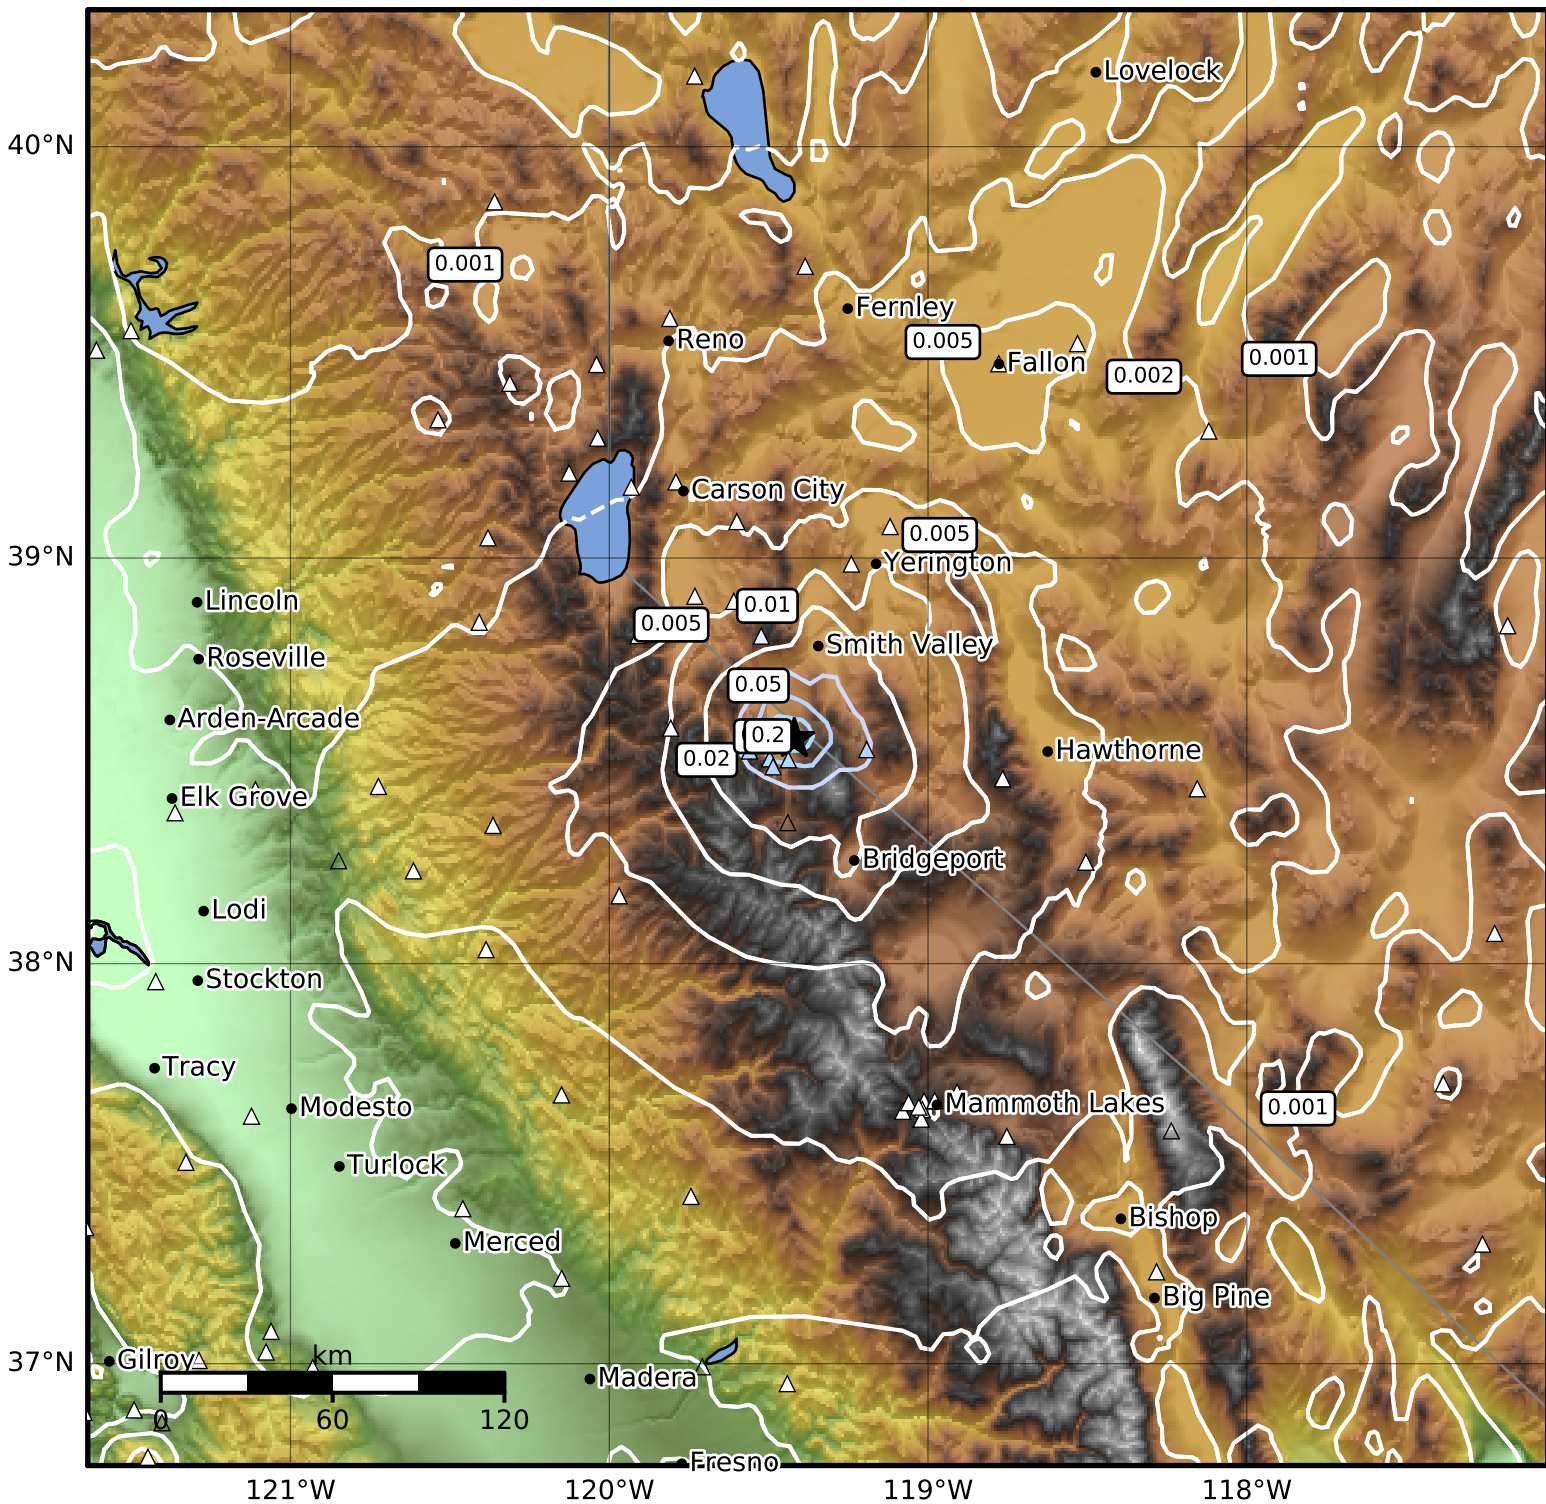 Lovelock
40°N
0.001
Fernley
Reno
0.005
Fallon
0.001
0.002
Carson City
0.005
39°N
Yerington
Lincoln
0.01
0.005
Smith Valley
Roseville
0.05
Arden-Arcade
0.2
Hawthorne
0.02
Elk Grove
Bridgeport
Lodi
38°N
Stockton
Tracy
Mammoth Lakes
Modesto
0.001
Turlock
Bishop
Merced
Big Pine
km
37°N
Gilroy
Madera
0
60
120
Fresno
121°W
120°W
119°W
118°W